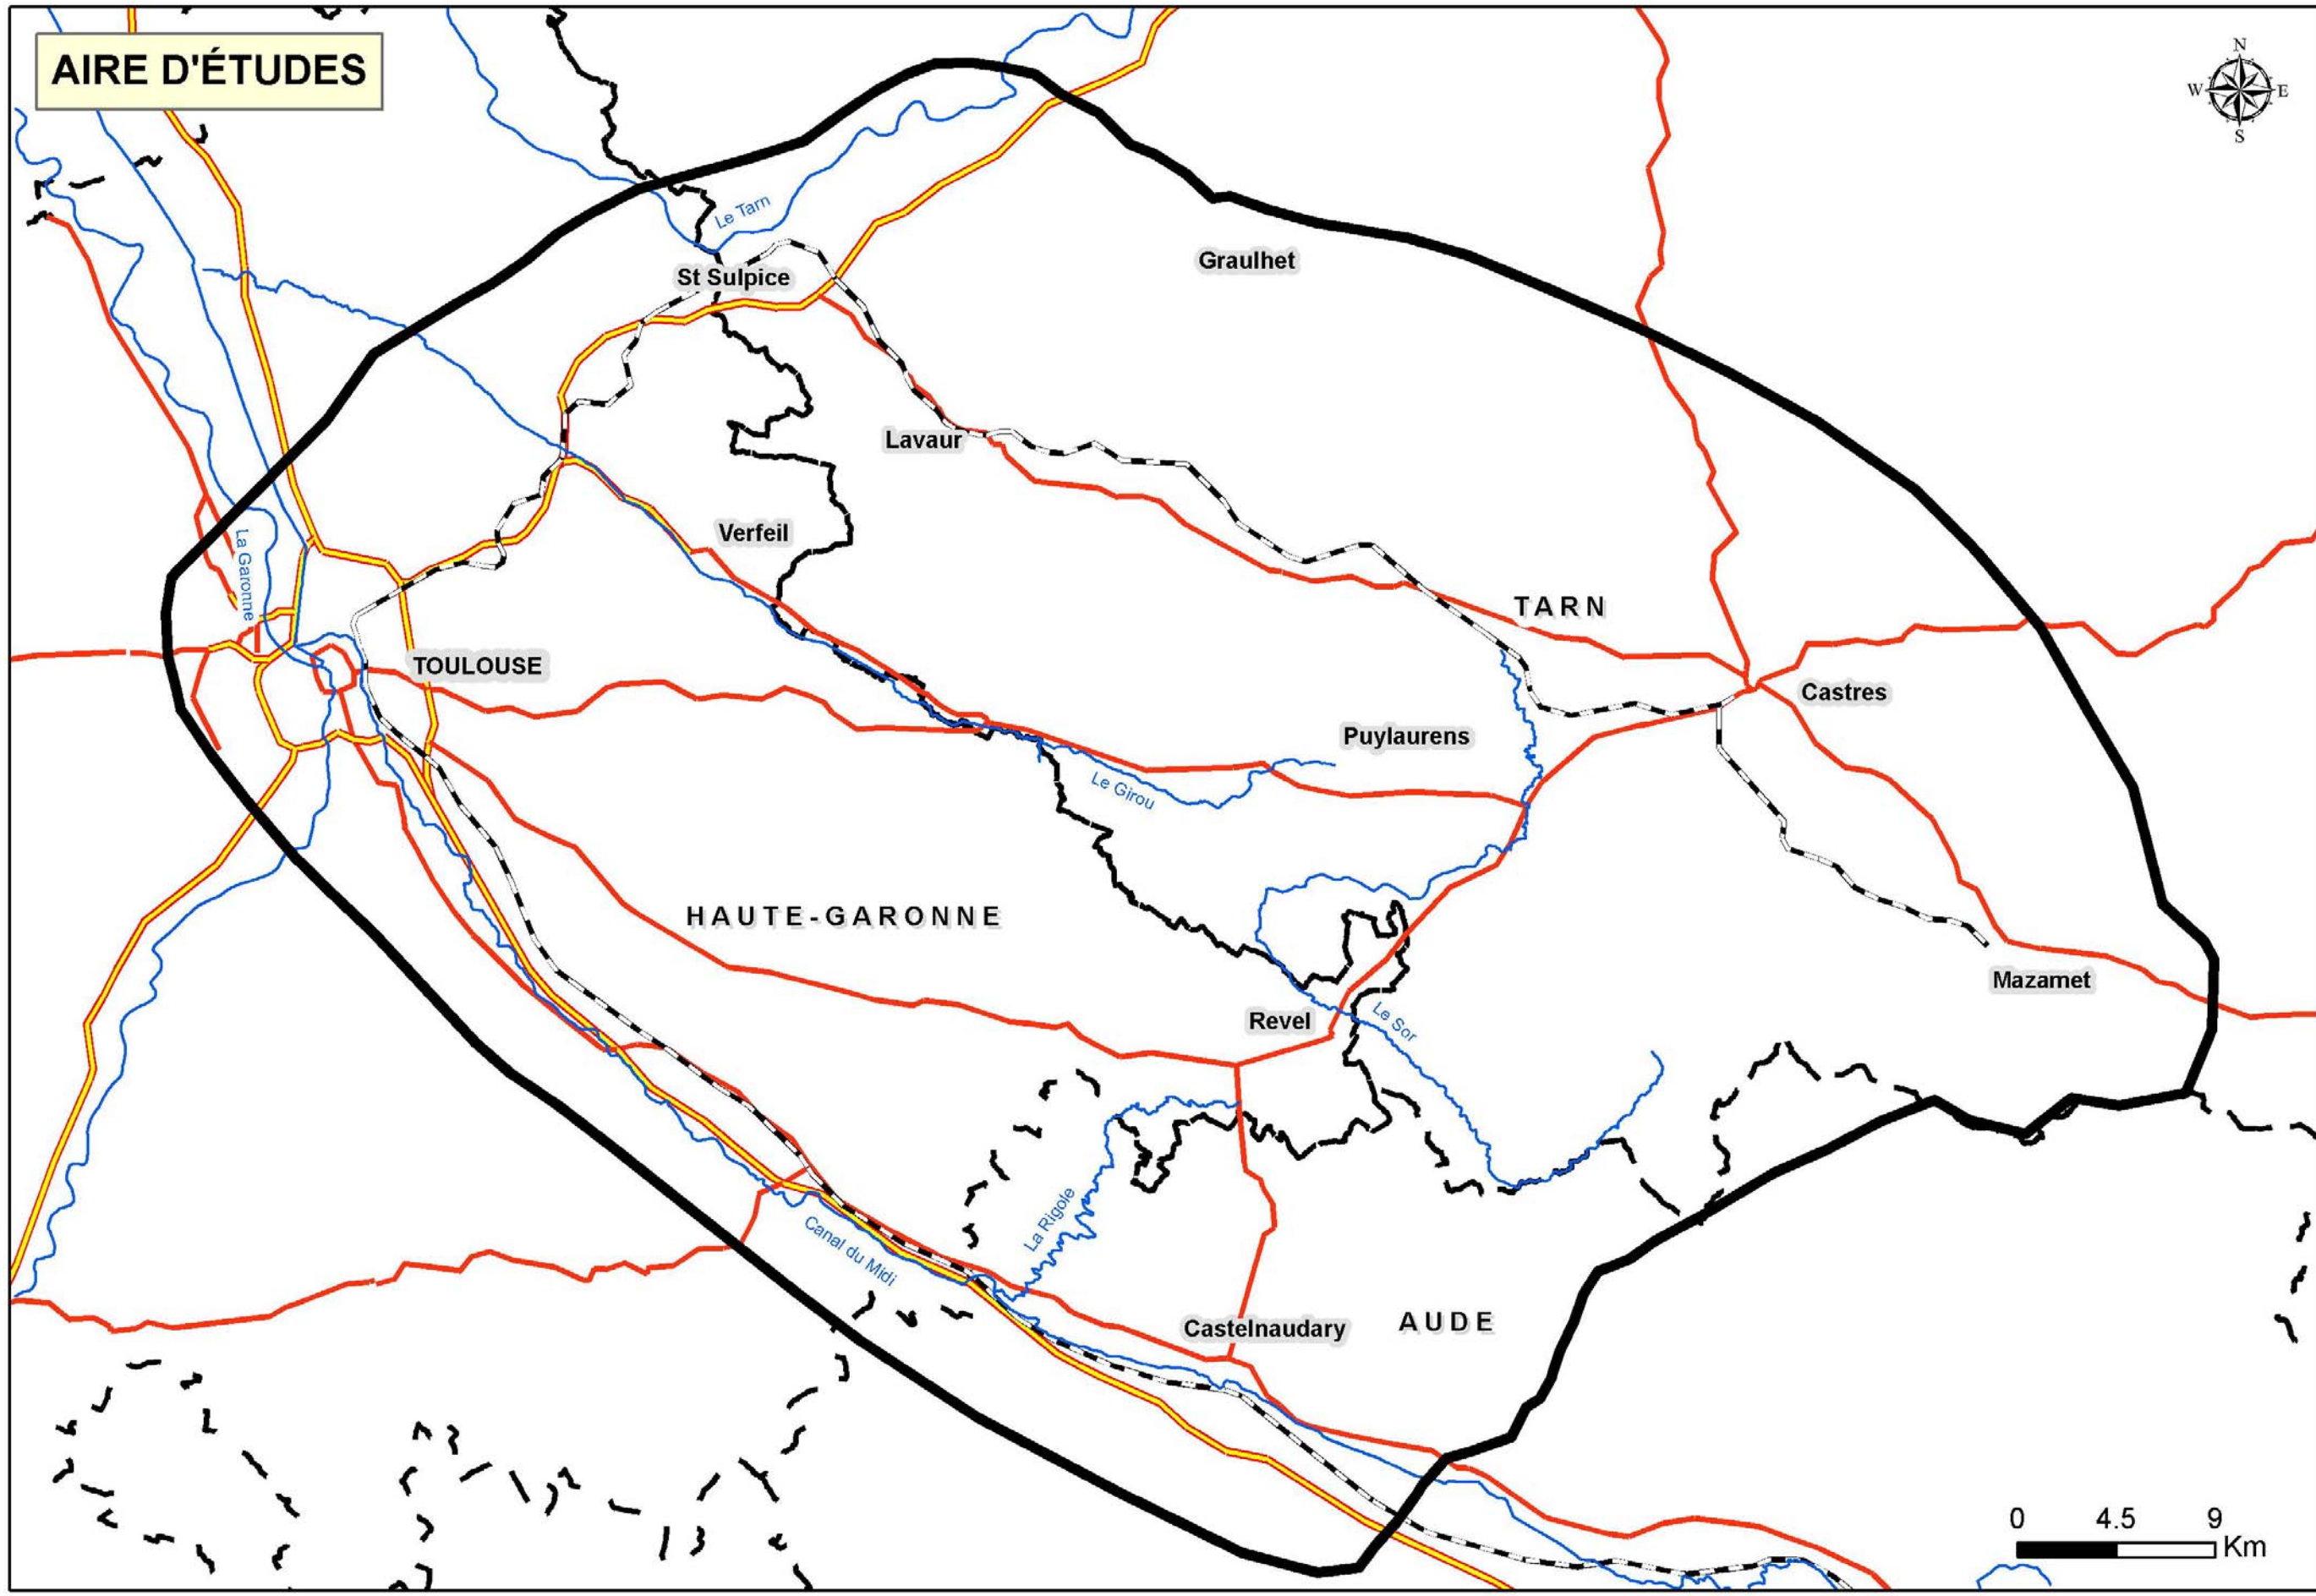 AIRE D'ÉTUDES
N
W E
S
Le Tarn
St Sulpice
Graulhet
Lavaur
Verfeil
La Garonne
TARN
TOULOUSE
Castres
Puylaurens
Le Girou
HAUTE-GARONNE
Mazamet
Revel
Le Sor
La Rigole
Canal du Midi
Castelnaudary
AUDE
0 4.5 9
Km